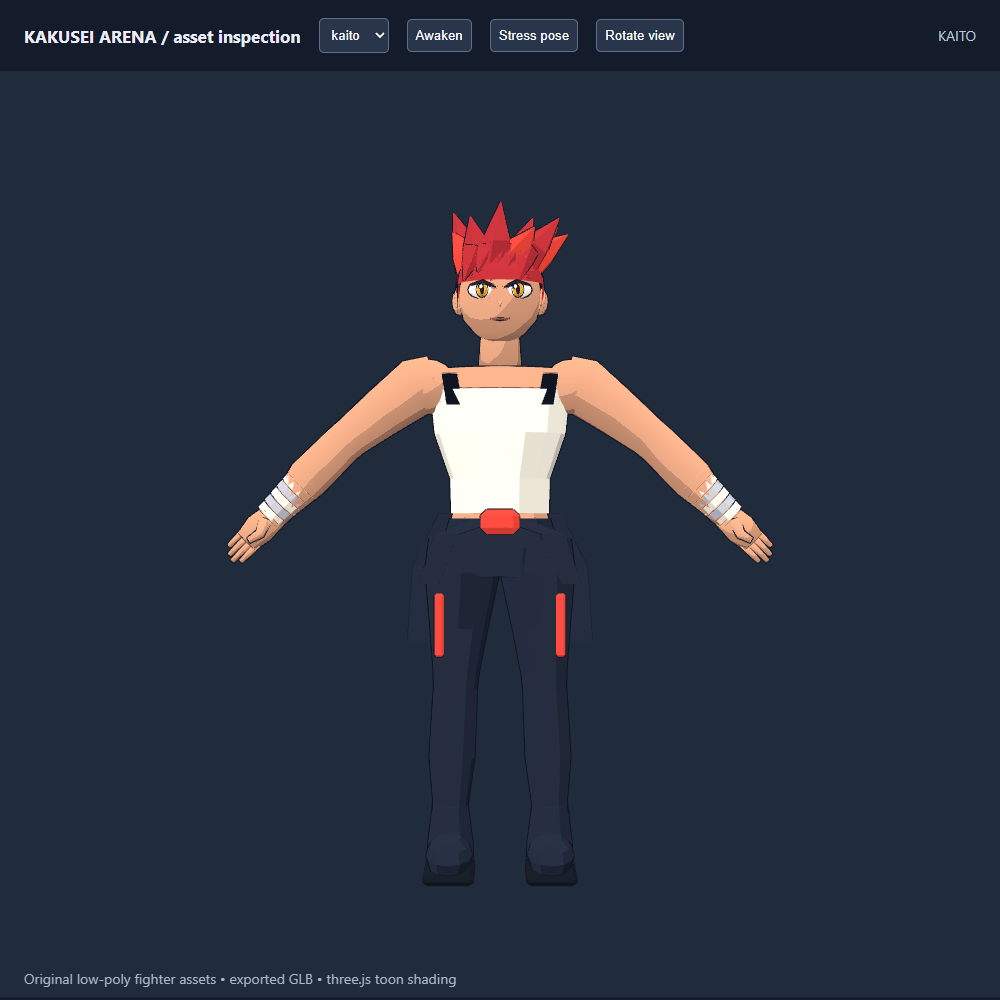 KAKUSEI ARENA / asset inspection kaito Awaken Stress pose Rotate view KAITO
Original low-poly fighter assets • exported GLB • three.js toon shading